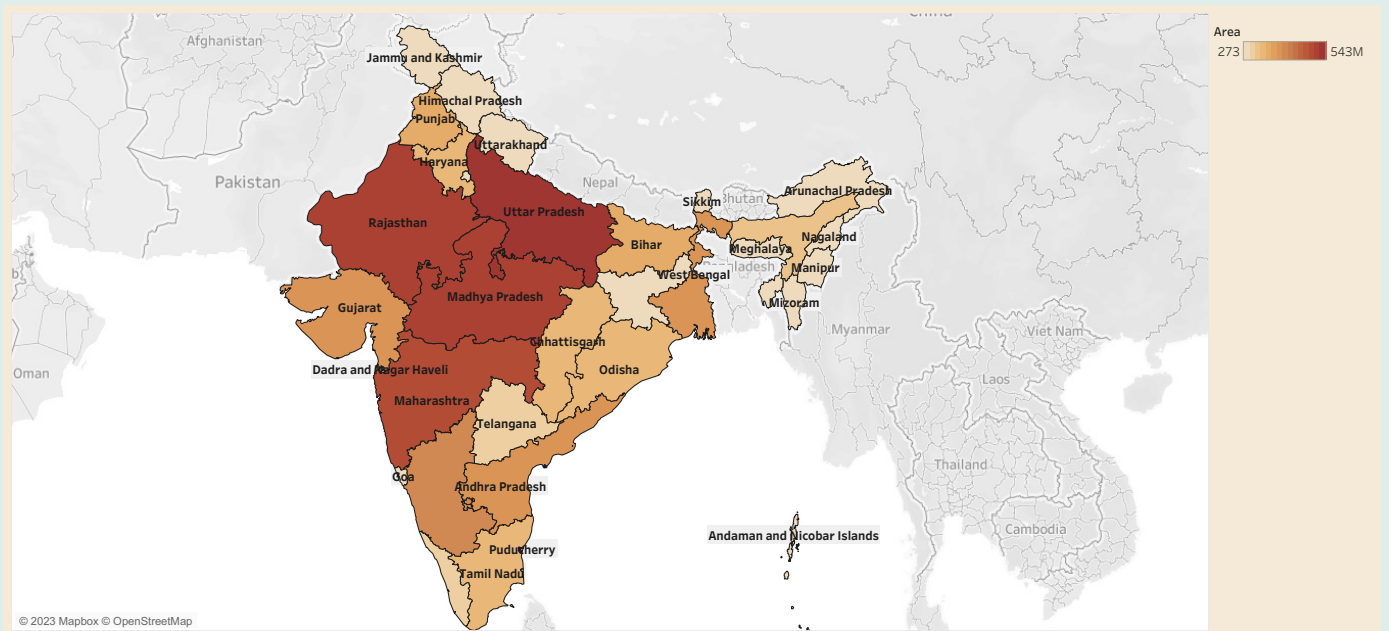 China
Area
273 543M
Afghanistan
Jammu and Kashmir
Himachal Pradesh
Punjab
Uttarakhand
Haryana
Pakistan
Nepal
Arunachal Pradesh
Sikkim
Bhutan
Rajasthan
Uttar Pradesh
Bihar
Nagaland
Meghalaya
Bangladesh
Manipur
West Bengal
Madhya Pradesh
Mizoram
Gujarat
Myanmar
Viet Nam
Chhattisgarh
Dadra and Nagar Haveli
Odisha
Oman
Laos
Maharashtra
Telangana
Thailand
Goa
Andhra Pradesh
Andaman and Nicobar Islands
Cambodia
Puducherry
Tamil Nadu
© 2023 Mapbox © OpenStreetMap